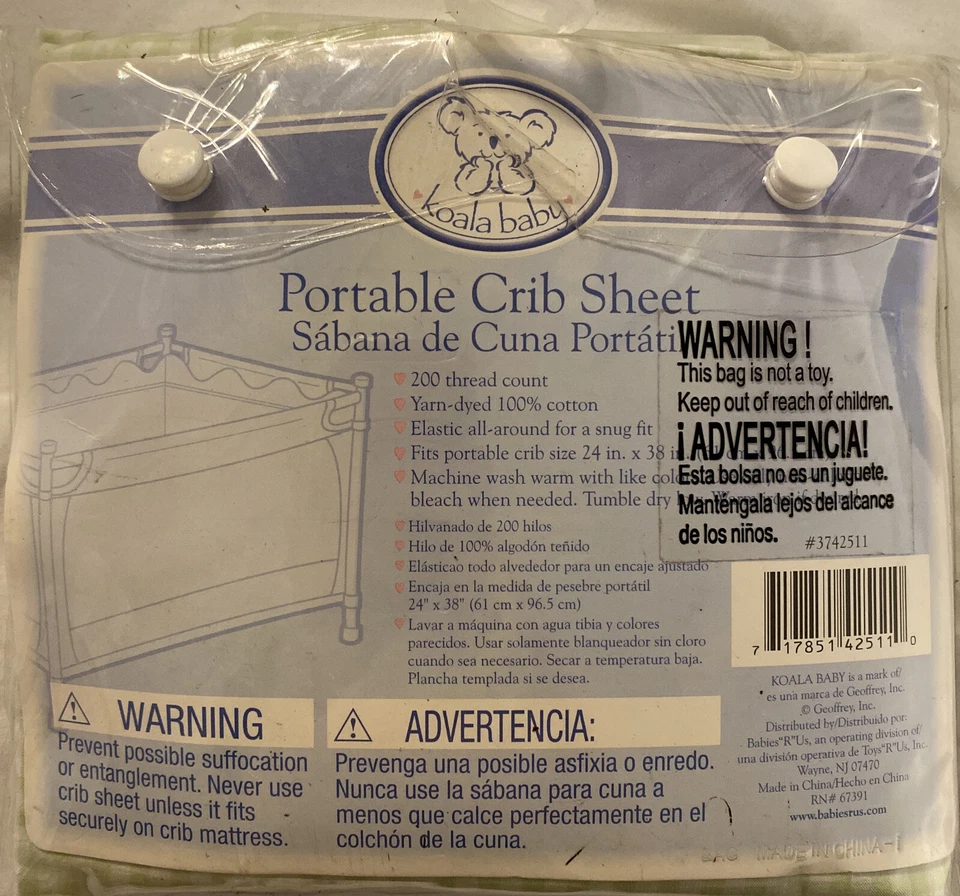 koala baby
Portable Crib Sheet
Sábana de Cuna Portáti
200 thread count
Yarn-dyed 100% cotton
Elastic all-around for a snug fit
Fits portable crib size 24 in. x 38 in.
Machine wash warm with like
bleach when needed. Tumble dry
Hilvanado de 200 hilos
Hilo de 100% algodón teñido
Elásticao todo alvededor para un encaje ajustado
Encaja en la medida de pesebre portátil
24" x 38" (61 cm x 96.5 cm)
Lavar a máquina con agua tibia y colores
parecidos. Usar solamente blanqueador sin cloro
cuando sea necesario. Secar a temperatura baja.
Plancha templada si se desea.
WARNING !
This bag is not a toy.
Keep out of reach of children.
¡ADVERTENCIA!
Esta bolsa no es un juguete.
Manténgala lejos del alcance
de los niños.
#3742511
7 17851 42511 0
KOALA BABY is a mark of/
es una marca de Geoffrey, Inc.
© Geoffrey, Inc.
Distributed by/Distribuido por:
Babies"R"Us, an operating division of/
una división operativa de Toys"R"Us, Inc.
Wayne, NJ 07470
Made in China/Hecho en China
RN# 67391
www.babiesrus.com
WARNING
Prevent possible suffocation
or entanglement. Never use
crib sheet unless it fits
securely on crib mattress.
ADVERTENCIA:
Prevenga una posible asfixia o enredo.
Nunca use la sábana para cuna a
menos que calce perfectamente en el
colchón de la cuna.
BAG MADE IN CHINA-1